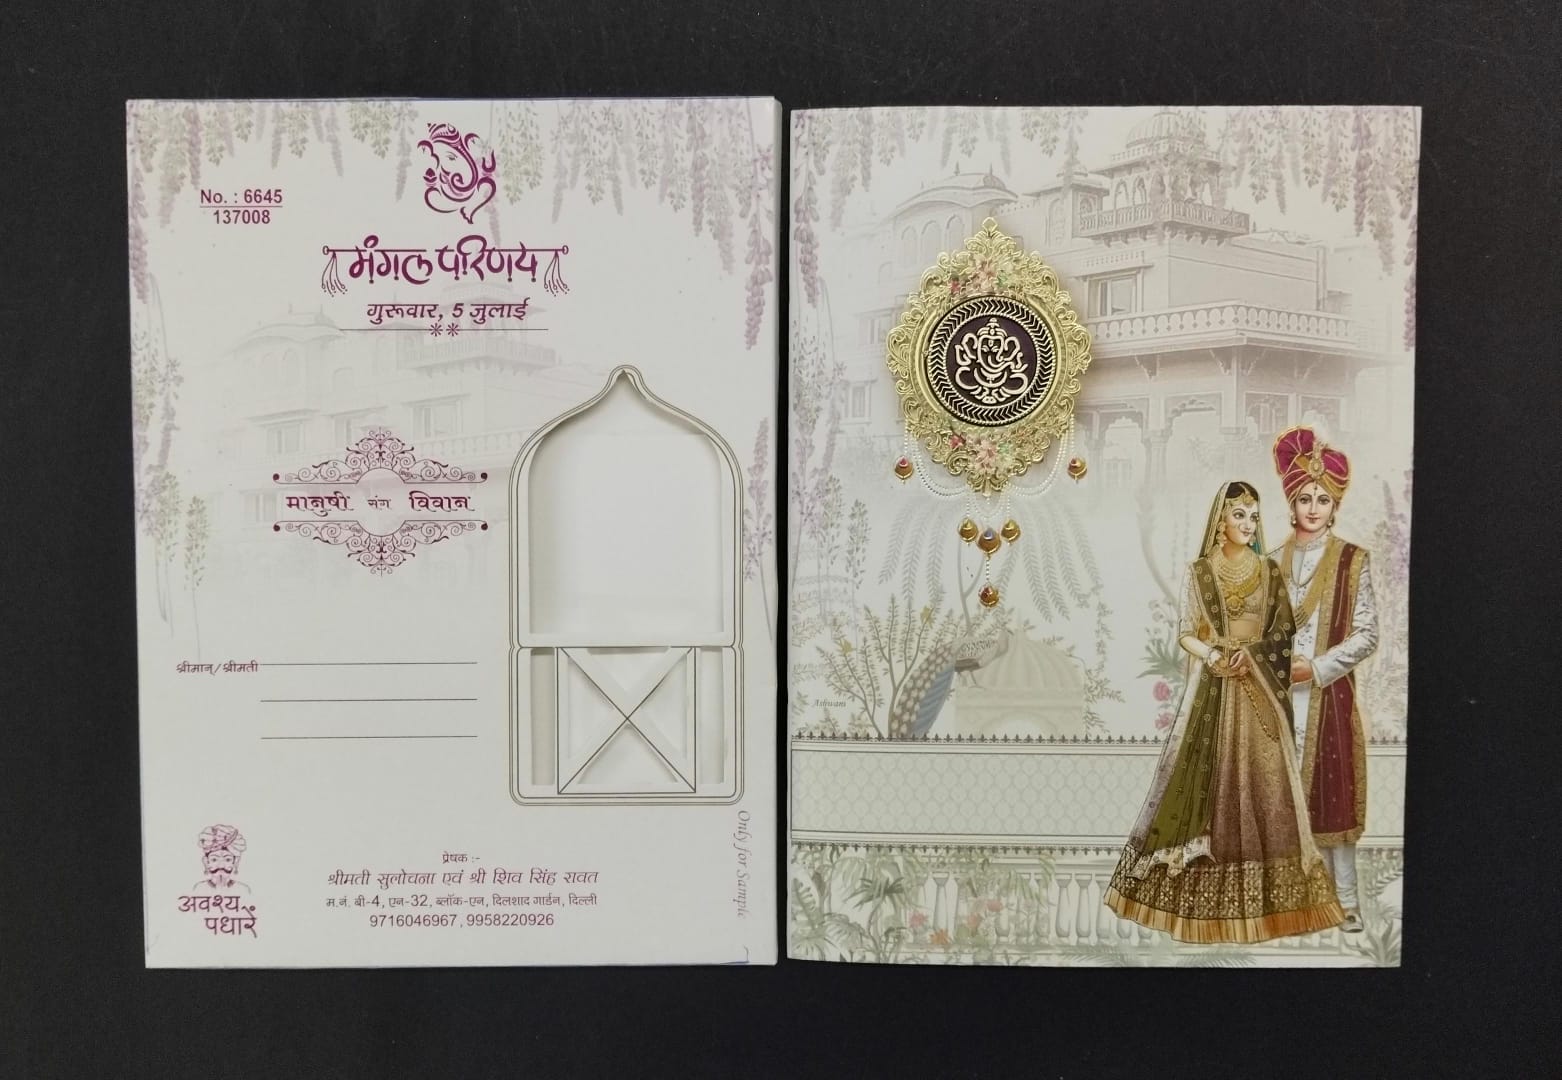 No. : 6645
137008
मंगल परिणय
गुरूवार, 5 जुलाई
मानुषी संग विवान
श्रीमान्/श्रीमती
अवश्य
पधारें
प्रेषक :-
श्रीमती सुलोचना एवं श्री शिव सिंह रावत
म.नं. बी-4, एन-32, ब्लॉक-एन, दिलशाद गार्डन, दिल्ली
9716046967, 9958220926
Only for Sample
Ashwani